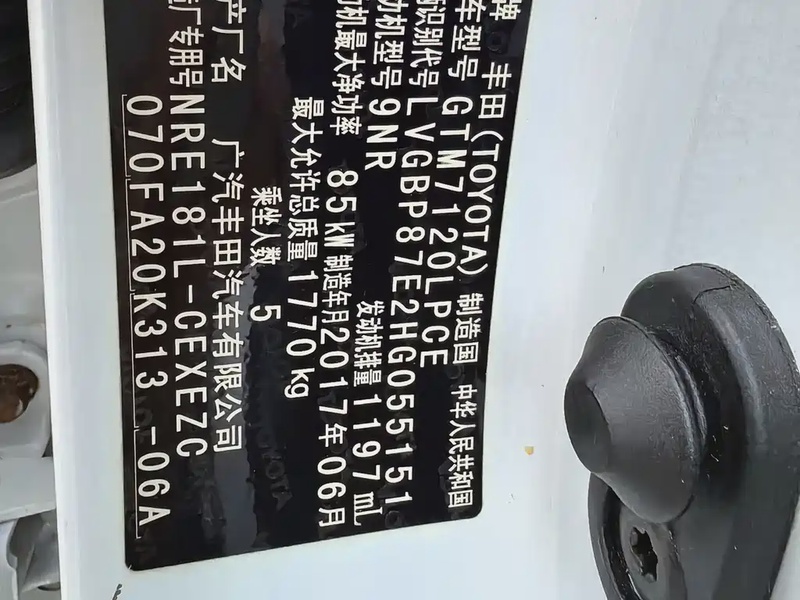 牌 丰田(TOYOTA) 制造国 中华人民共和国
车型号 GTM7120LPCE
识别代号 LVGBP87E2HG055151
动机型号 9NR 发动机排量 1197 mL
机最大净功率 85kW 制造年月 2017年06月
最大允许总质量 1770 kg
乘坐人数 5
产厂名 广汽丰田汽车有限公司
厂专用号 NRE181L-CEXEZC
070FA20K313 -06A